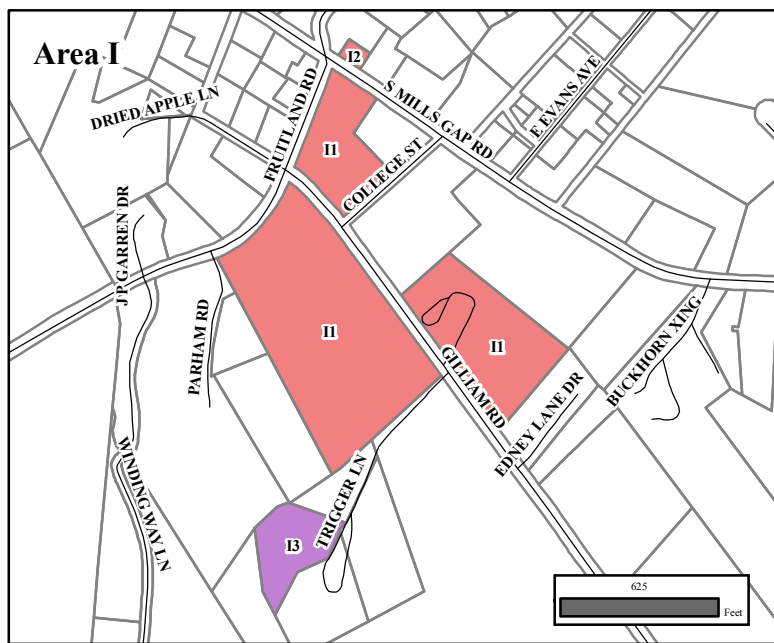 Area I
I2
DRIED APPLE LN
FRUITLAND RD
S MILLS GAP RD
E EVANS AVE
I1
COLLEGE ST
J P GARREN DR
PARHAM RD
I1
I1
GILLIAM RD
BUCKHORN XING
EDNEY LANE DR
WINDING WAY LN
TRIGGER LN
I3
625
Feet